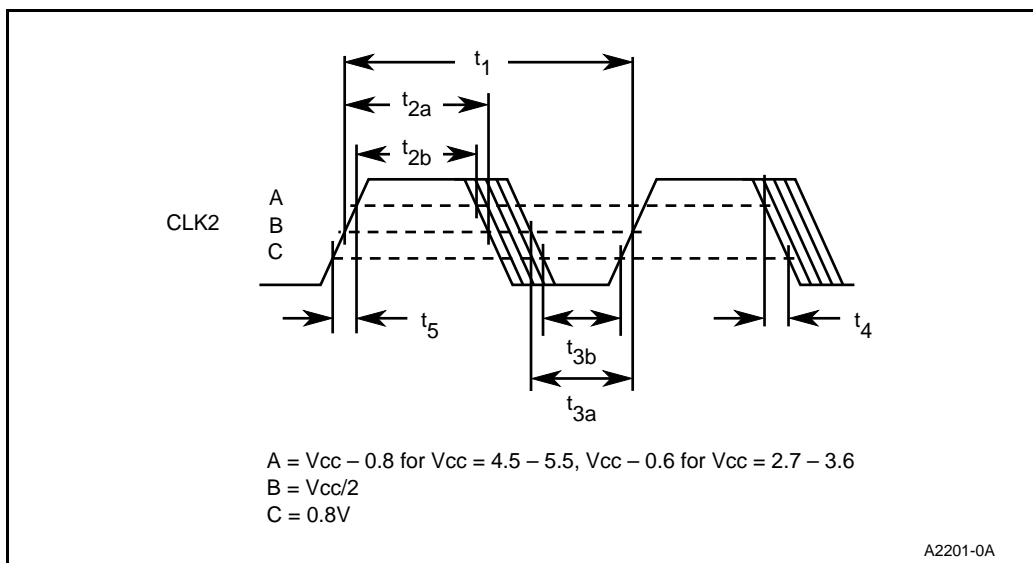 t1
t2a
t2b
A
CLK2
B
C
t5
t4
t3b
t3a
A = Vcc – 0.8 for Vcc = 4.5 – 5.5, Vcc – 0.6 for Vcc = 2.7 – 3.6
B = Vcc/2
C = 0.8V
A2201-0A